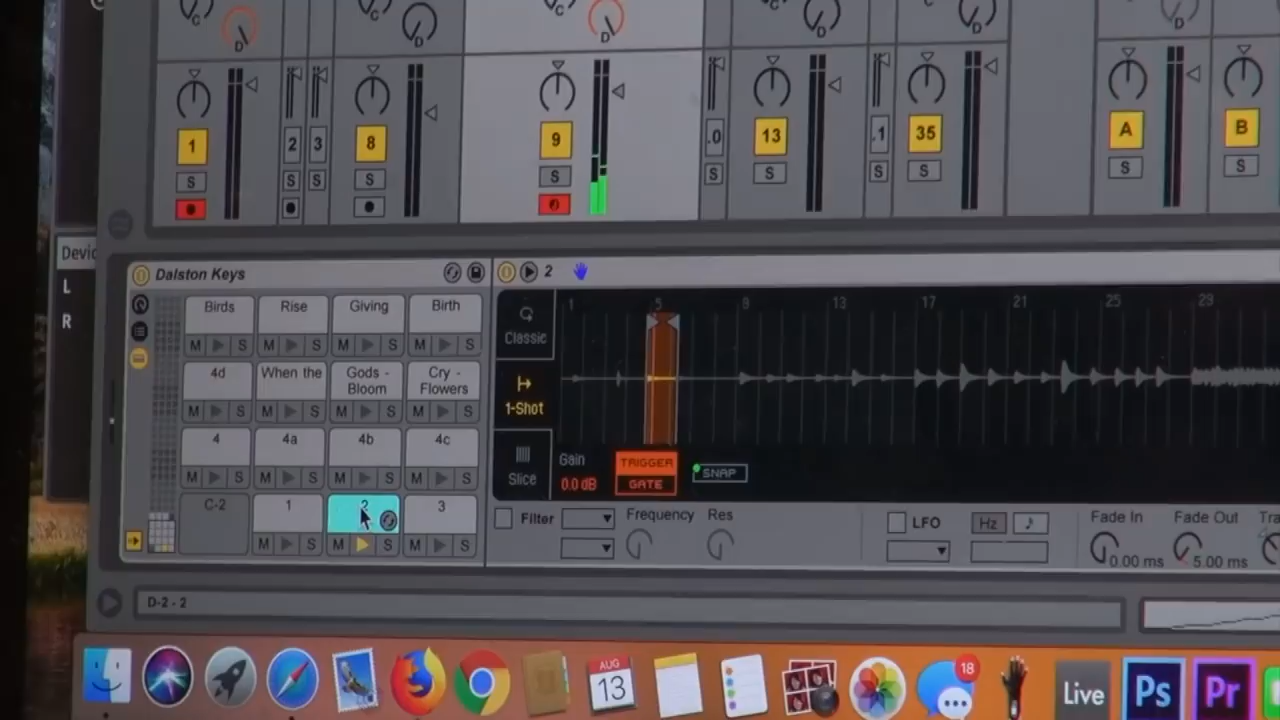 C D C D C D C D C D D
1 2 3 8 9 .0 13 .1 35 A B
S S S S S S S S S S S
Devic
L
R
Dalston Keys
2
Birds Rise Giving Birth
M S M S M S M S
4d When the Gods - Bloom Cry - Flowers
M S M S M S M S
4 4a 4b 4c
M S M S M S M S
C-2 1 2 3
M S M S M S
1 5 9 13 17 21 25 29
Classic
1-Shot
Slice
Gain
0.0 dB
TRIGGER
GATE
SNAP
Filter Frequency Res
LFO Hz
Fade In Fade Out Tra
0.00 ms 5.00 ms
D-2 - 2
AUG
13
18
Live Ps Pr